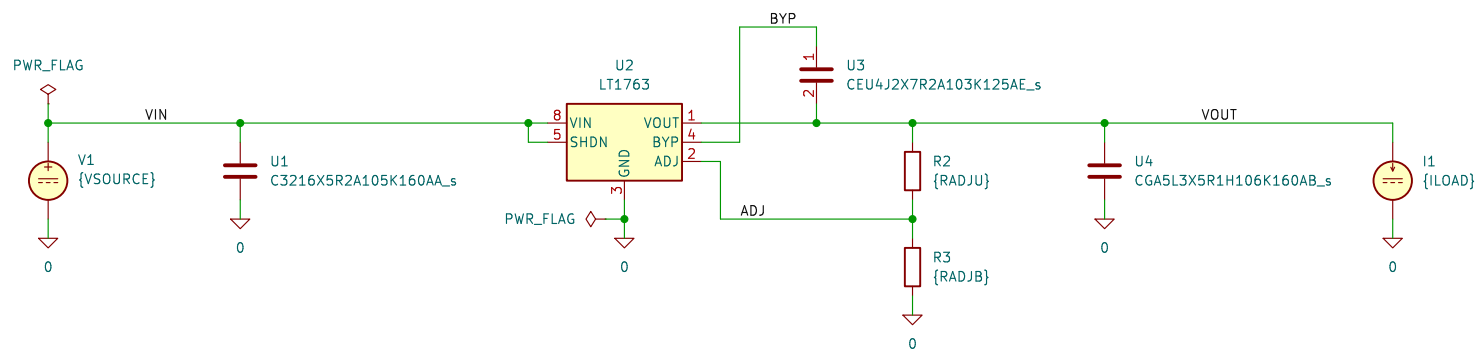 BYP
PWR_FLAG
U2
LT1763
1
2
U3
CEU4J2X7R2A103K125AE_s
VIN
VOUT
8
VIN
VOUT
1
5
SHDN
BYP
4
GND
ADJ
2
3
V1
{VSOURCE}
U1
C3216X5R2A105K160AA_s
R2
{RADJU}
U4
CGA5L3X5R1H106K160AB_s
I1
{ILOAD}
PWR_FLAG
ADJ
0
0
0
0
0
R3
{RADJB}
0